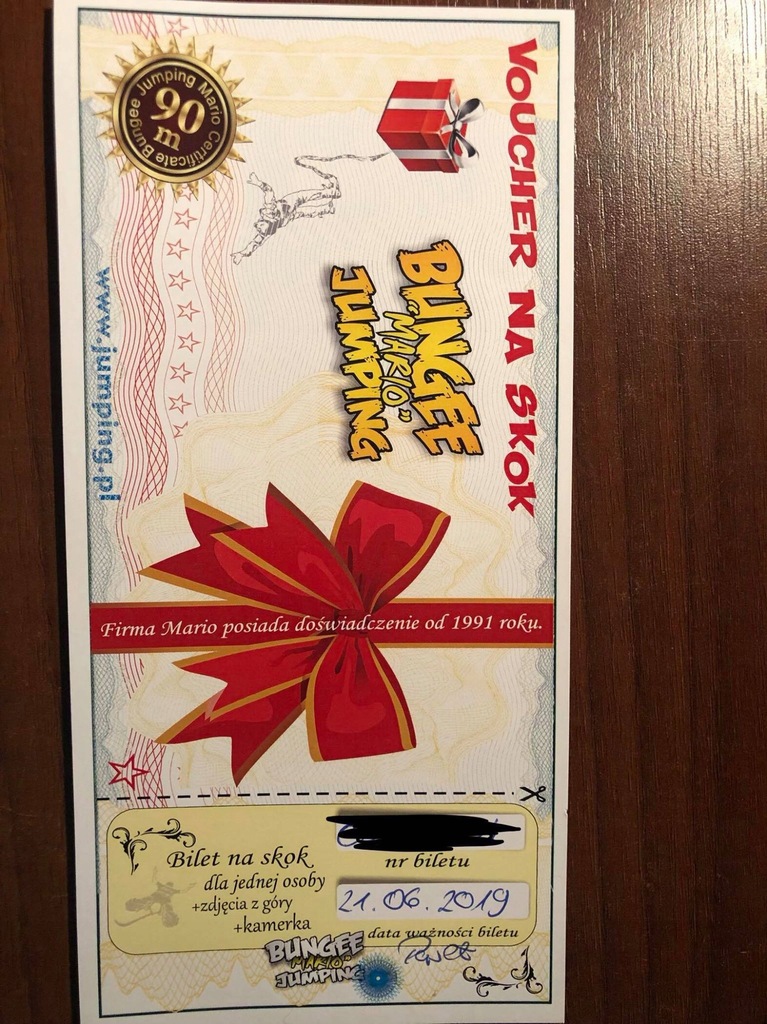 VOUCHER NA SKOK
BUNGEE
"MARIO"
JUMPING
Bungee Jumping Mario Certificate
90
m
www.jumping.pl
Firma Mario posiada doświadczenie od 1991 roku.
Bilet na skok
dla jednej osoby
+zdjęcia z góry
+kamerka
nr biletu
21.06.2019
data ważności biletu
BUNGEE
"MARIO"
JUMPING